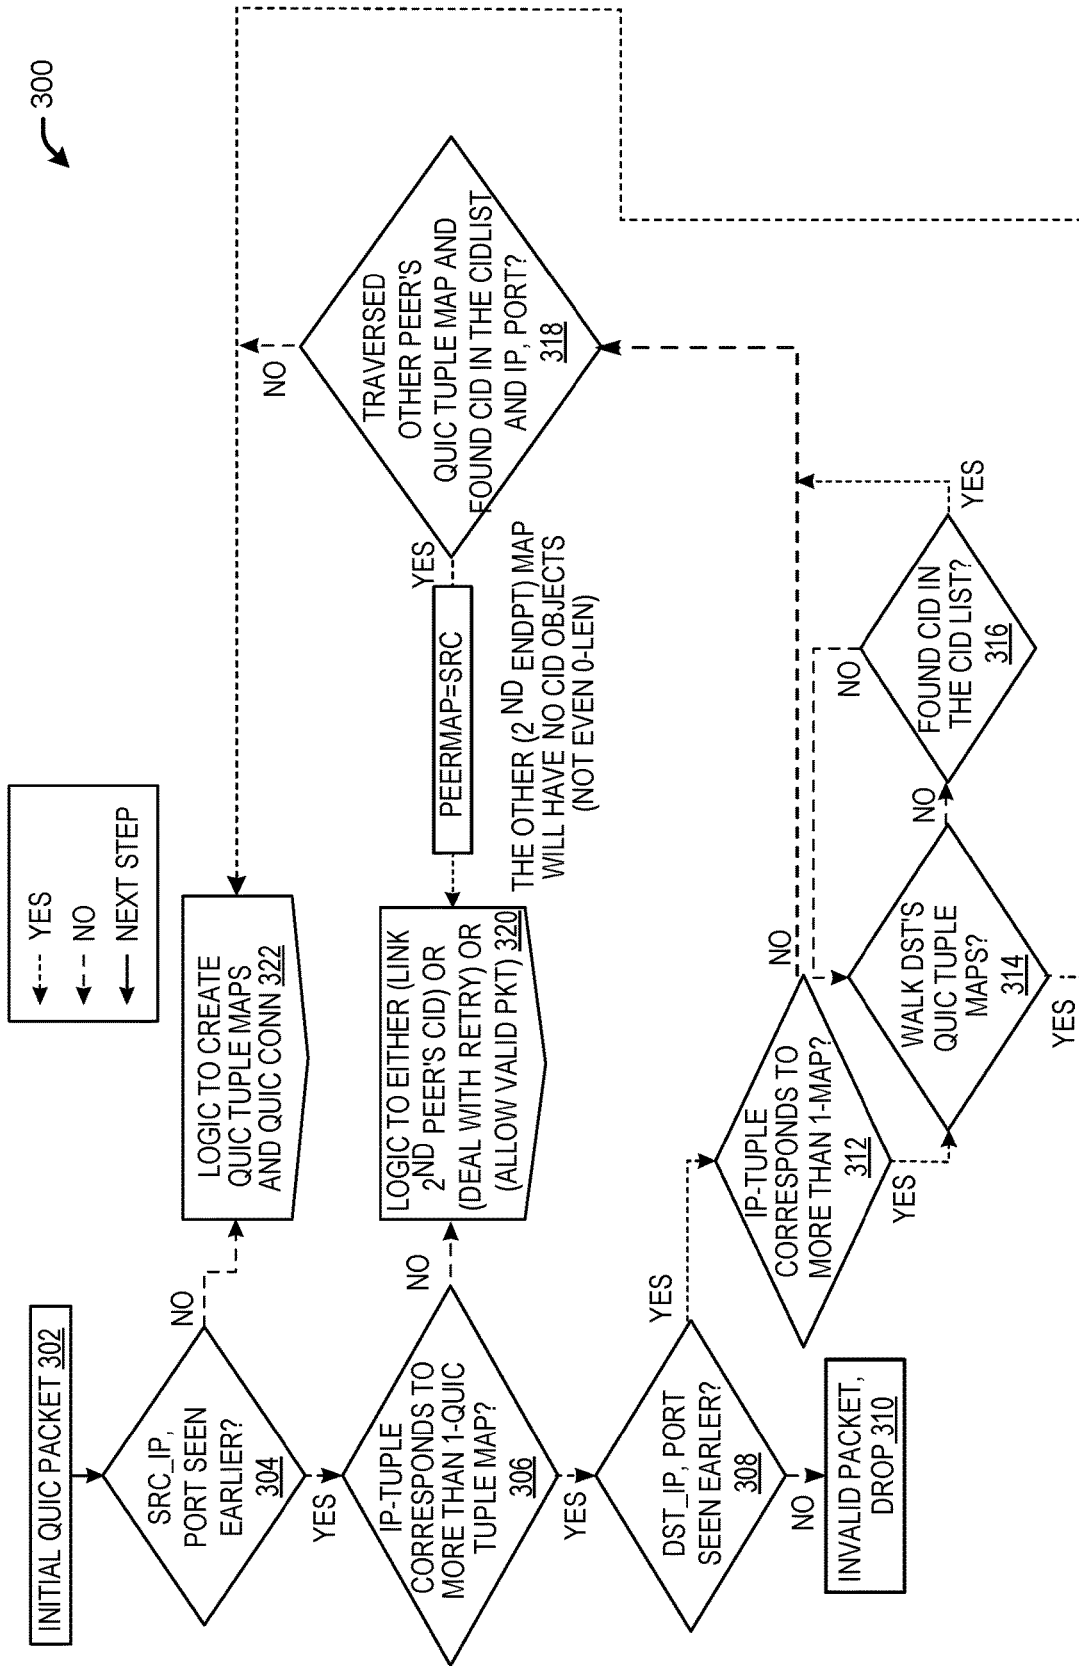 300
YES
NO
NEXT STEP
INITIAL QUIC PACKET 302
SRC_IP,
PORT SEEN
EARLIER?
304
NO
YES
LOGIC TO CREATE
QUIC TUPLE MAPS
AND QUIC CONN 322
IP-TUPLE
CORRESPONDS TO
MORE THAN 1-QUIC
TUPLE MAP?
306
NO
YES
LOGIC TO EITHER (LINK
2ND PEER'S CID) OR
(DEAL WITH RETRY) OR
(ALLOW VALID PKT) 320
PEERMAP=SRC
YES
THE OTHER (2ND ENDPT) MAP
WILL HAVE NO CID OBJECTS
(NOT EVEN 0-LEN)
TRAVERSED
OTHER PEER'S
QUIC TUPLE MAP AND
FOUND CID IN THE CIDLIST
AND IP, PORT?
318
NO
DST_IP, PORT
SEEN EARLER?
308
YES
NO
INVALID PACKET,
DROP 310
IP-TUPLE
CORRESPONDS TO
MORE THAN 1-MAP?
312
NO
YES
WALK DST'S
QUIC TUPLE
MAPS?
314
NO
YES
FOUND CID IN
THE CID LIST?
316
NO
YES